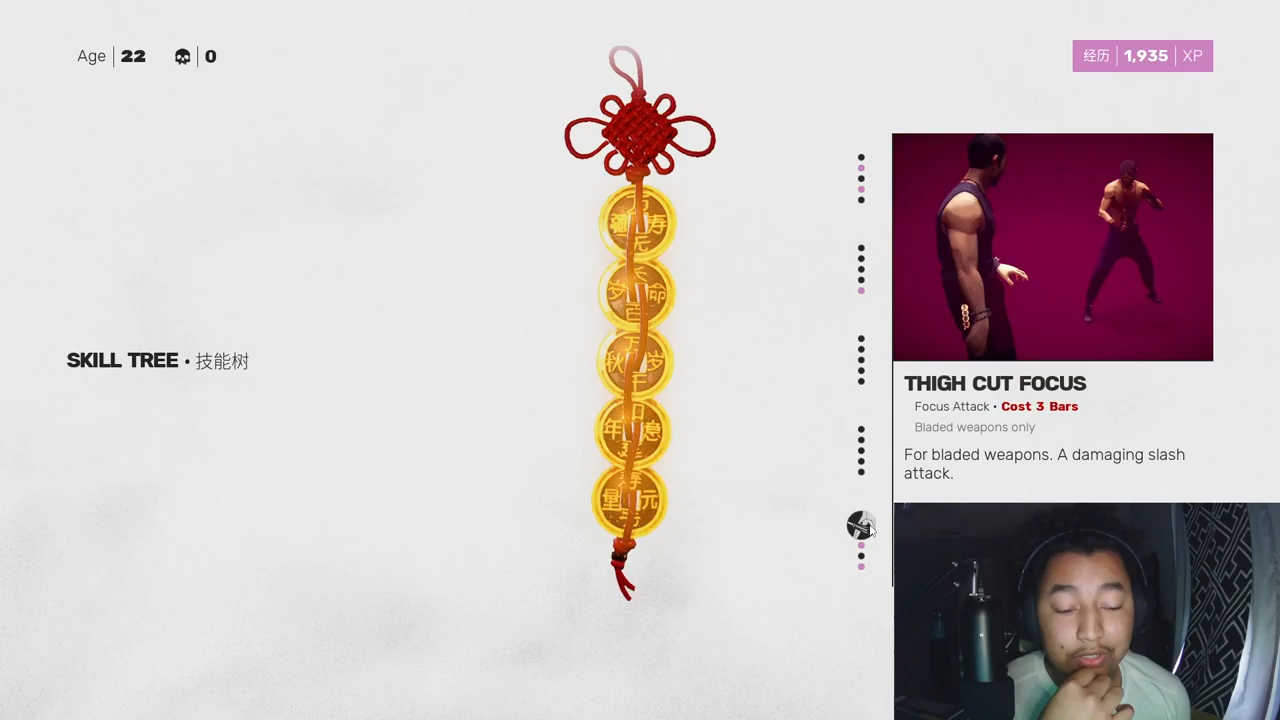 Age 22 0
经历 1,935 XP
SKILL TREE • 技能树
THIGH CUT FOCUS
Focus Attack • Cost 3 Bars
Bladed weapons only
For bladed weapons. A damaging slash
attack.